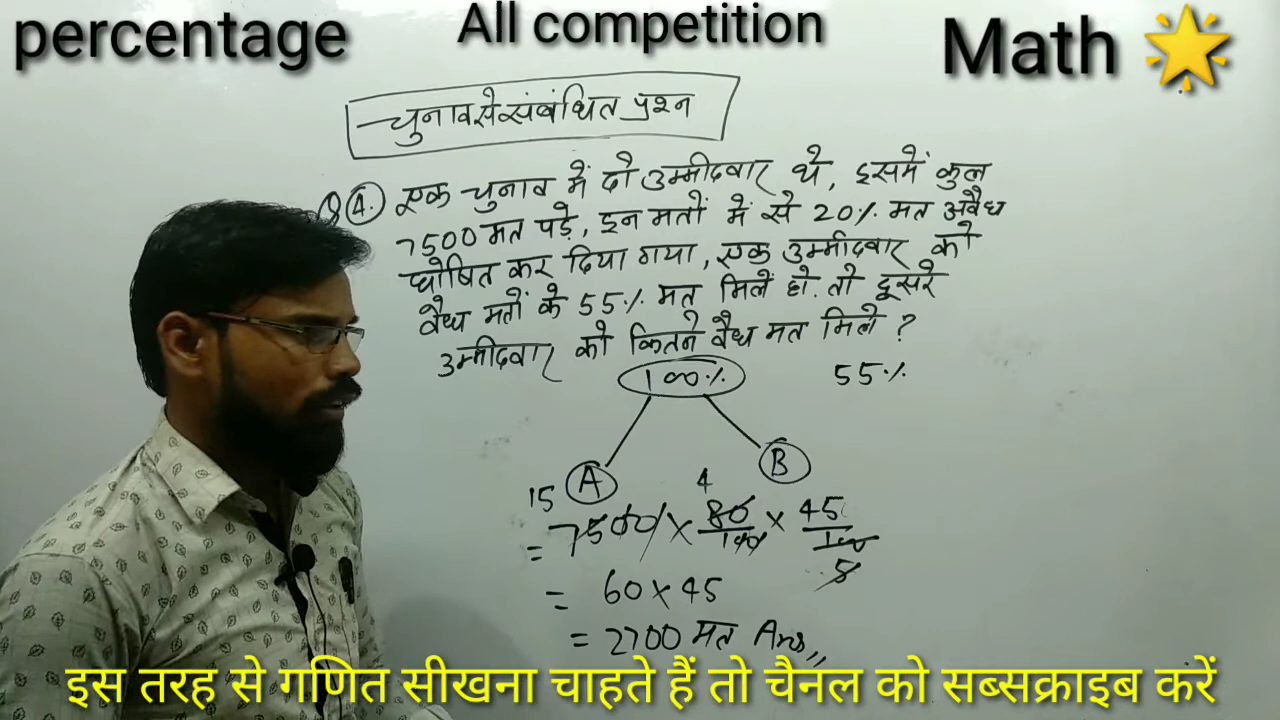 percentage
All competition
Math
चुनाव से संबंधित प्रश्न
Q 4. एक चुनाव में दो उम्मीदवार थे, इसमें कुल
7500 मत पड़े, इन मतों में से 20% मत अवैध
घोषित कर दिया गया, एक उम्मीदवार को
वैध मतों के 55% मत मिलें हो. तो दूसरे
उम्मीदवार को कितने वैध मत मिले ?
100%
55%
A
B
15
4
= 7500 × 80/100 × 45/100
5
= 60 × 45
= 2700 मत Ans,,
इस तरह से गणित सीखना चाहते हैं तो चैनल को सब्सक्राइब करें